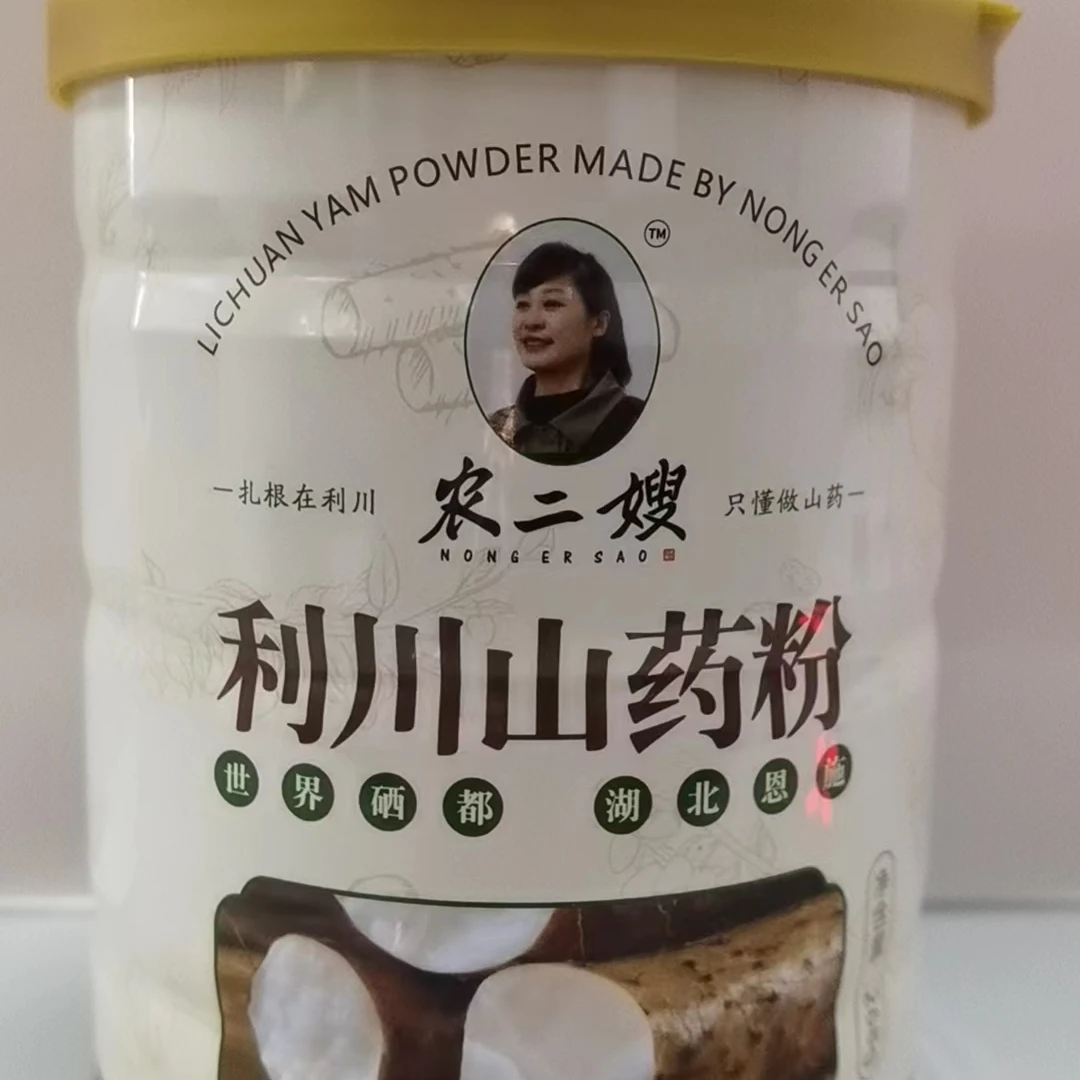 LICHUAN YAM POWDER MADE BY NONG ER SAO
TM
一扎根在利川
农二嫂
只懂做山药一
NONG ER SAO
利川山药粉
世界硒都 湖北恩施